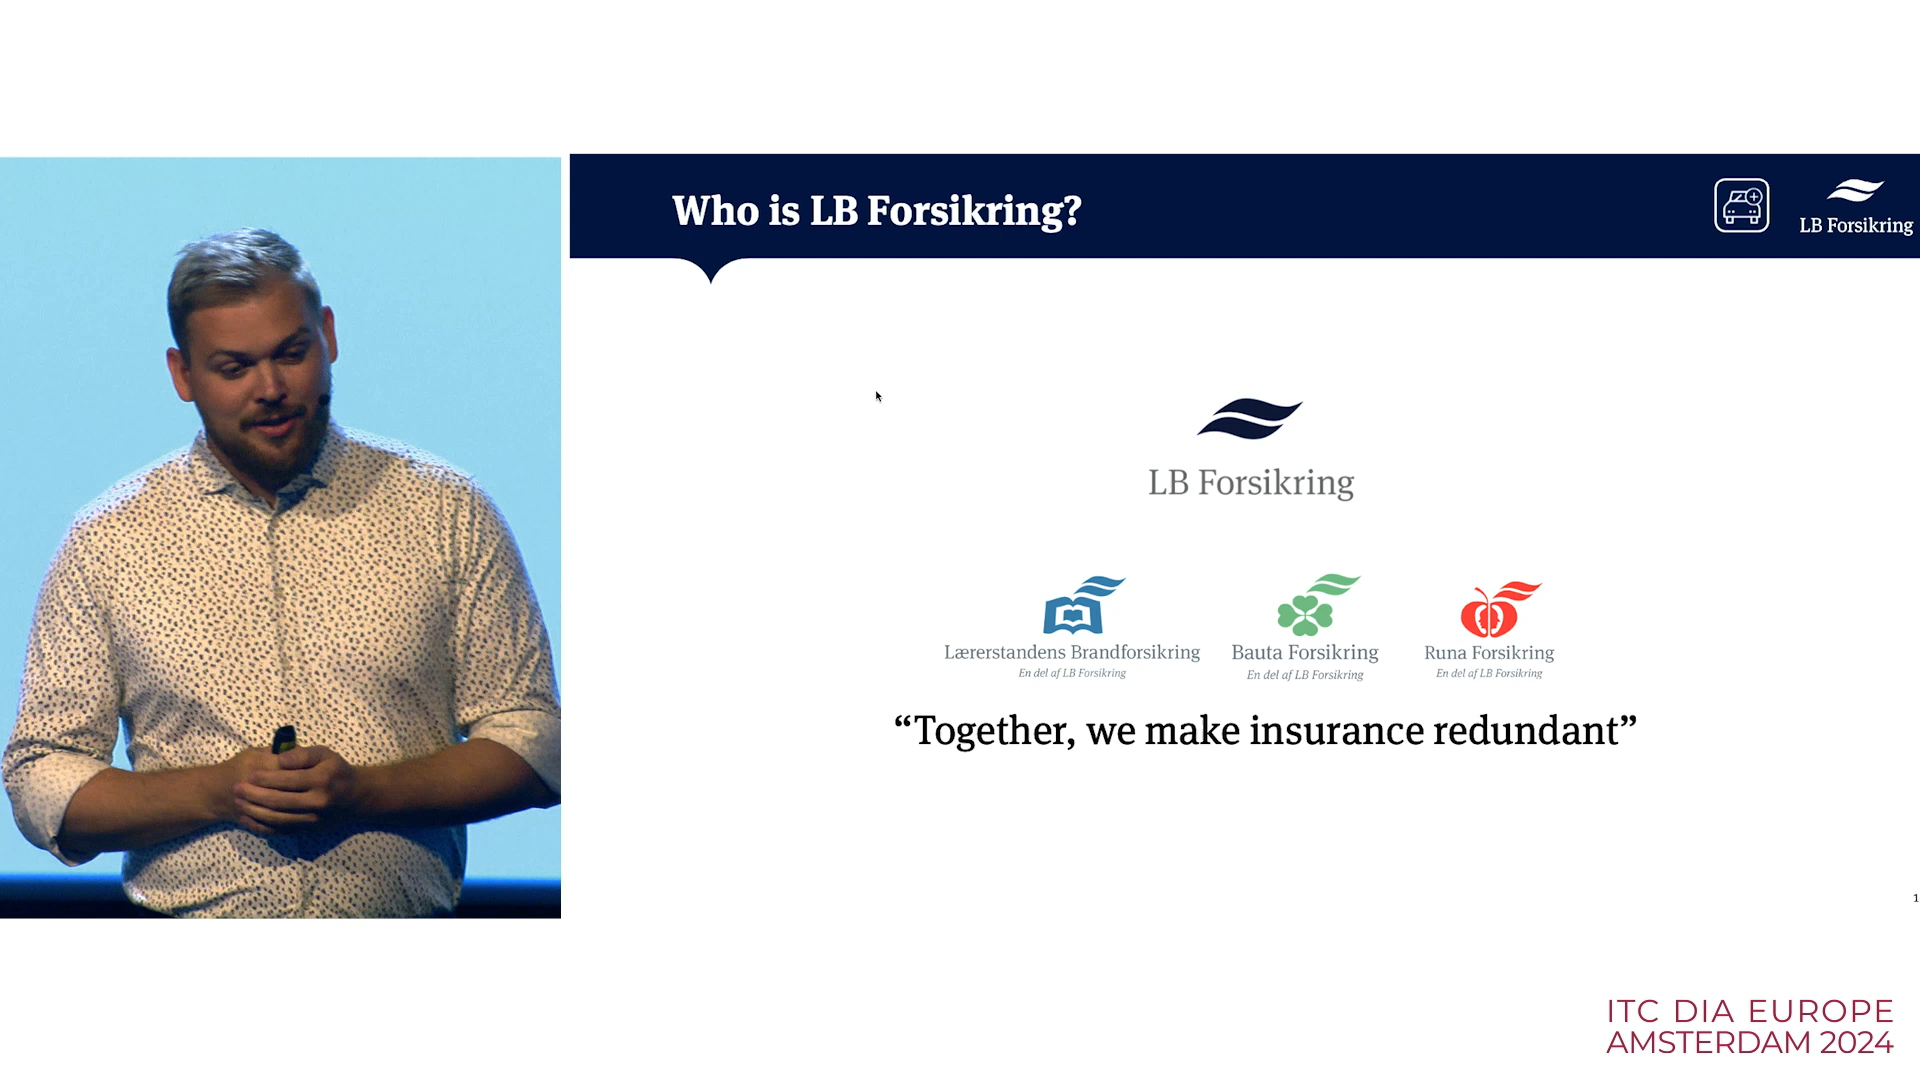 Who is LB Forsikring?
LB Forsikring
LB Forsikring
Lærerstandens Brandforsikring
En del af LB Forsikring
Bauta Forsikring
En del af LB Forsikring
Runa Forsikring
En del af LB Forsikring
“Together, we make insurance redundant”
1
ITC DIA EUROPE
AMSTERDAM 2024